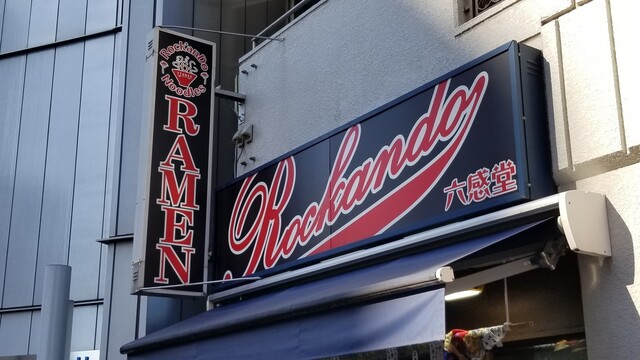 RocKanDo
Noodles
RAMEN
Rockando
六感堂